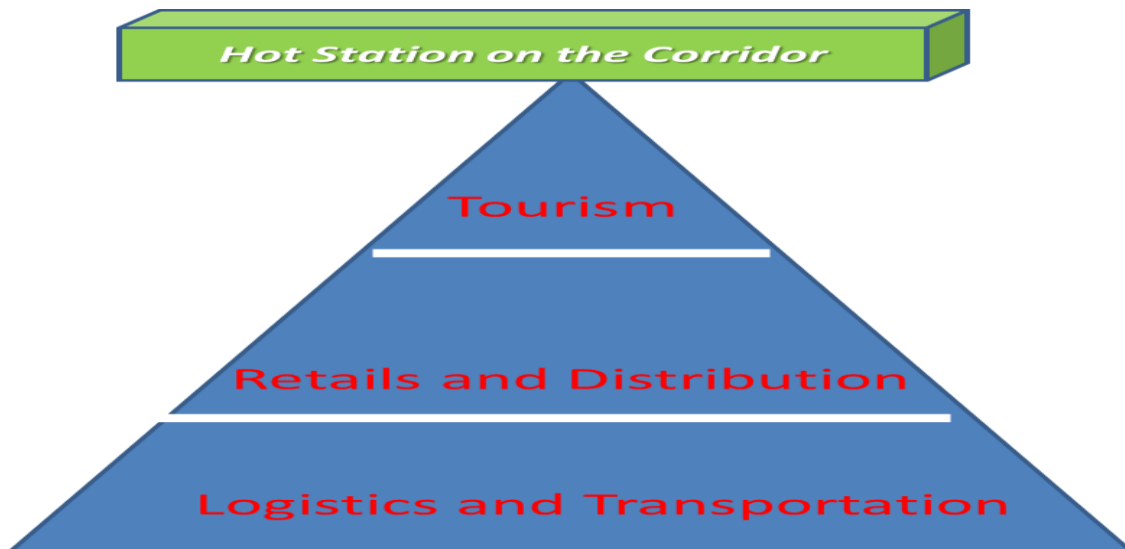 Hot Station on the Corridor
Tourism
Retails and Distribution
Logistics and Transportation